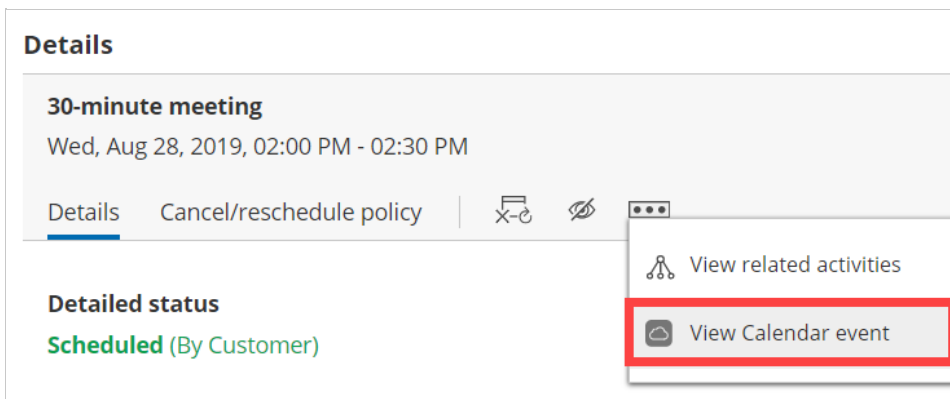 Details
30-minute meeting
Wed, Aug 28, 2019, 02:00 PM - 02:30 PM
Details Cancel/reschedule policy
View related activities
Detailed status
View Calendar event
Scheduled (By Customer)